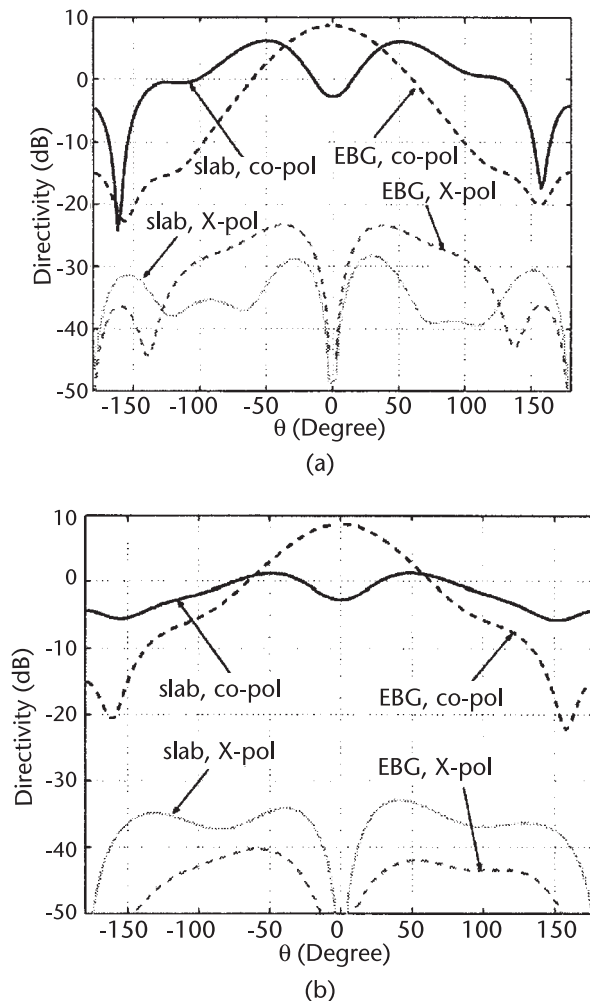 10
0
-10
-20
-30
-40
-50
Directivity (dB)
slab, co-pol
EBG, co-pol
slab, X-pol
EBG, X-pol
-150 -100 -50 0 50 100 150
θ (Degree)
(a)
10
0
-10
-20
-30
-40
-50
Directivity (dB)
slab, co-pol
EBG, co-pol
slab, X-pol
EBG, X-pol
-150 -100 -50 0 50 100 150
θ (Degree)
(b)